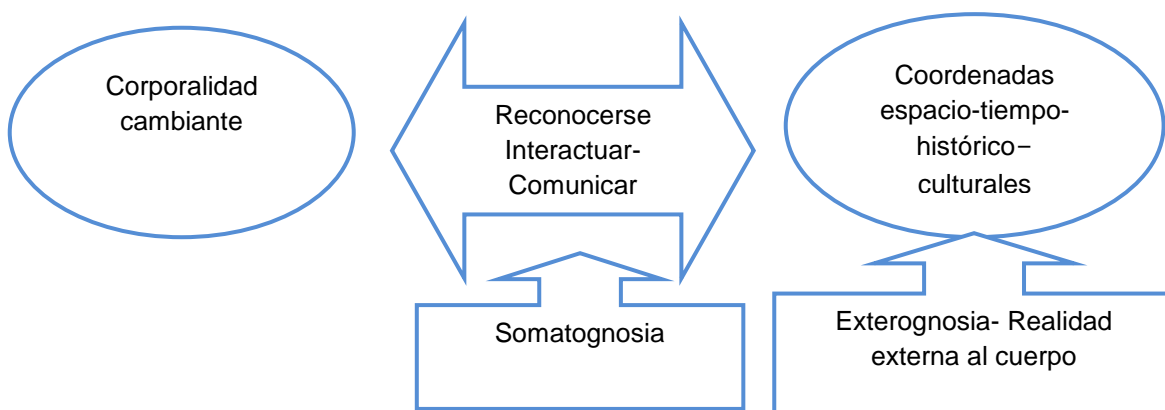 Corporalidad
cambiante
Reconocerse
Interactuar-
Comunicar
Coordenadas
espacio-tiempo-
histórico–
culturales
Somatognosia
Exterognosia- Realidad
externa al cuerpo